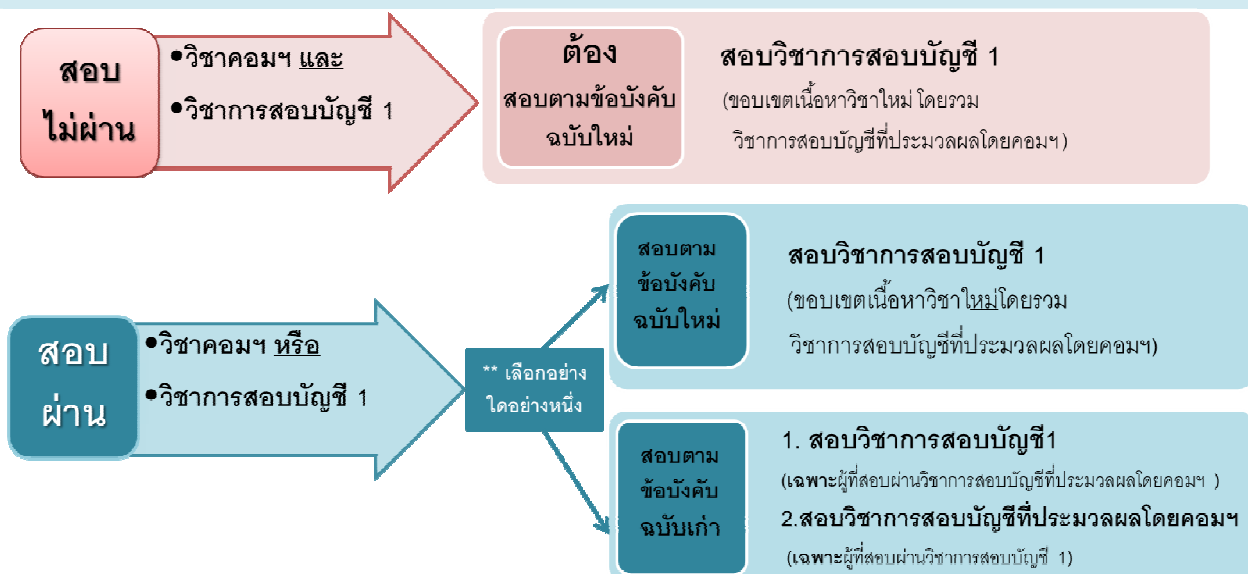 สอบ
ไม่ผ่าน
•วิชาคอมฯ และ
•วิชาการสอบบัญชี 1
ต้อง
สอบตามข้อบังคับ
ฉบับใหม่
สอบวิชาการสอบบัญชี 1
(ขอบเขตเนื้อหาวิชาใหม่ โดยรวม
วิชาการสอบบัญชีที่ประมวลผลโดยคอมฯ)
สอบ
ผ่าน
•วิชาคอมฯ หรือ
•วิชาการสอบบัญชี 1
** เลือกอย่าง
ใดอย่างหนึ่ง
สอบตาม
ข้อบังคับ
ฉบับใหม่
สอบวิชาการสอบบัญชี 1
(ขอบเขตเนื้อหาวิชาใหม่โดยรวม
วิชาการสอบบัญชีที่ประมวลผลโดยคอมฯ)
สอบตาม
ข้อบังคับ
ฉบับเก่า
1. สอบวิชาการสอบบัญชี1
(เฉพาะผู้ที่สอบผ่านวิชาการสอบบัญชีที่ประมวลผลโดยคอมฯ )
2.สอบวิชาการสอบบัญชีที่ประมวลผลโดยคอมฯ
(เฉพาะผู้ที่สอบผ่านวิชาการสอบบัญชี 1)